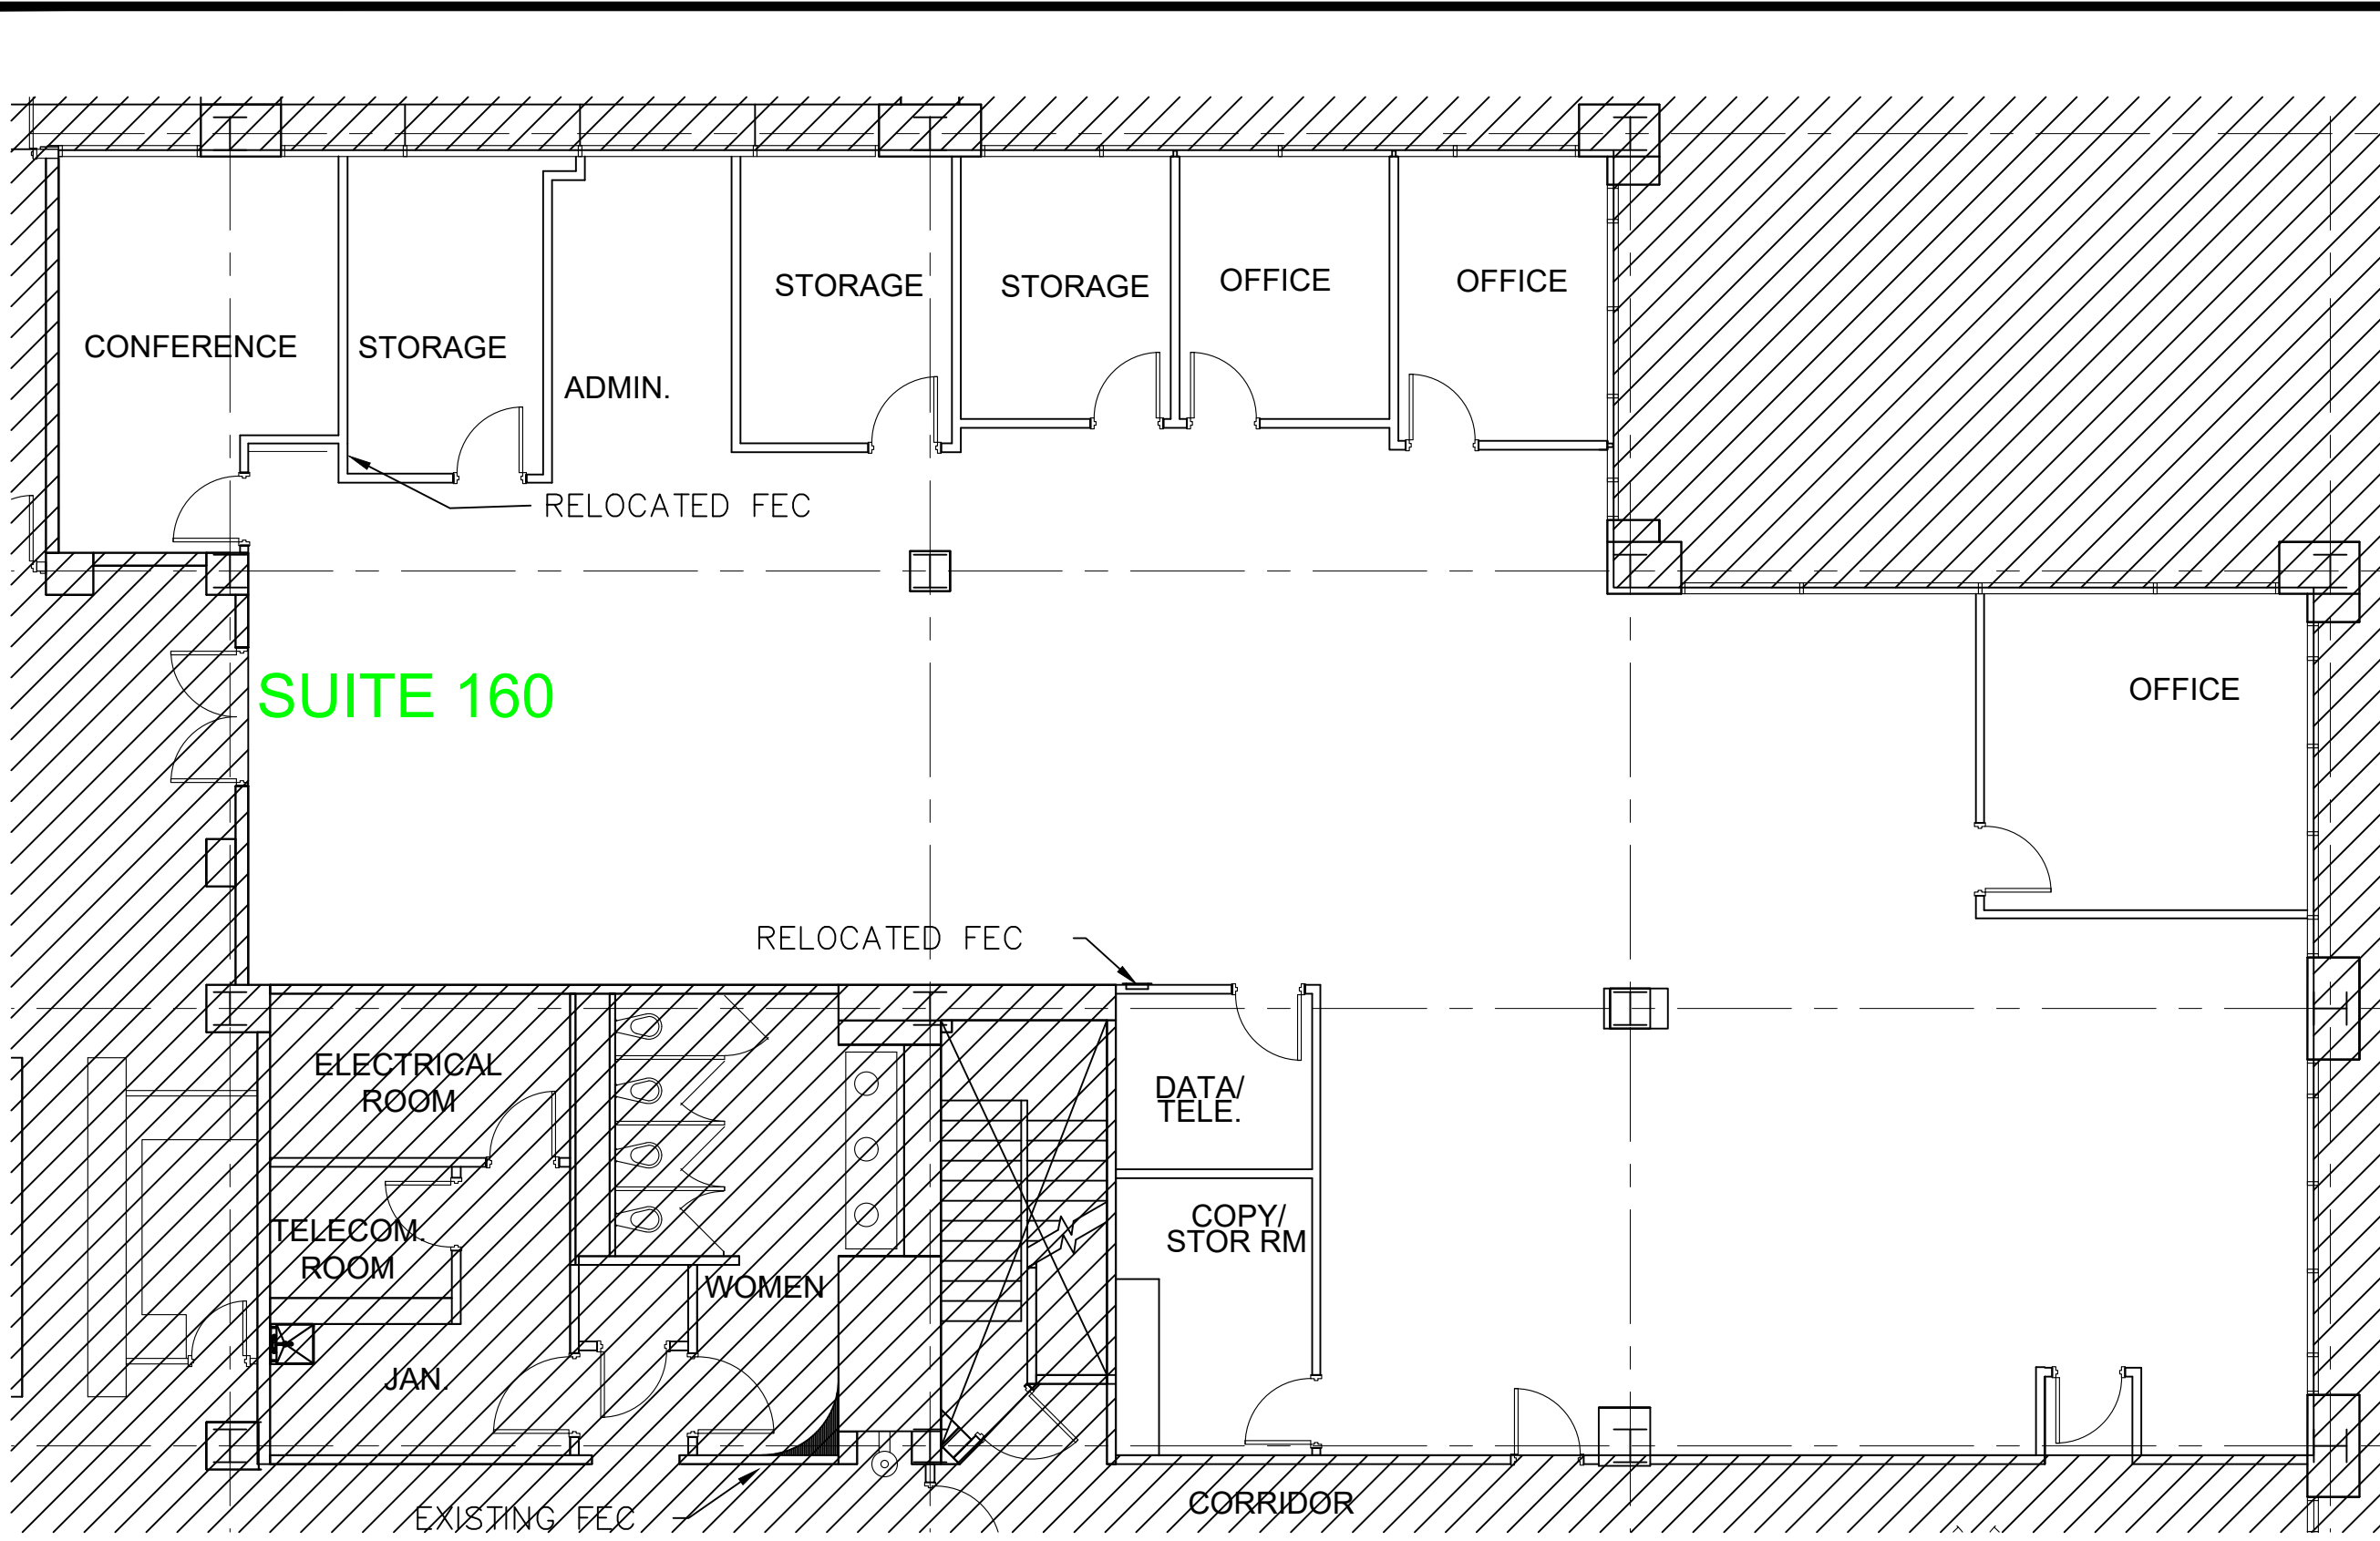 STORAGE
STORAGE
OFFICE
OFFICE
CONFERENCE
STORAGE
ADMIN.
RELOCATED FEC
SUITE 160
OFFICE
RELOCATED FEC
ELECTRICAL
ROOM
DATA/
TELE.
TELECOM.
ROOM
COPY/
STOR RM
WOMEN
JAN.
CORRIDOR
EXISTING FEC